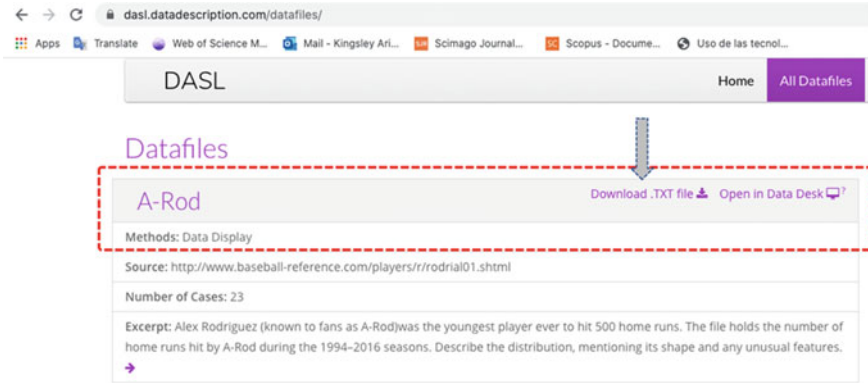 dasl.datadescription.com/datafiles/
Apps Translate Web of Science M... Mail - Kingsley Ari... Scimago Journal... Scopus - Docume... Uso de las tecnol...
DASL Home All Datafiles
Datafiles
A-Rod Download .TXT file Open in Data Desk ?
Methods: Data Display
Source: http://www.baseball-reference.com/players/r/rodrial01.shtml
Number of Cases: 23
Excerpt: Alex Rodriguez (known to fans as A-Rod)was the youngest player ever to hit 500 home runs. The file holds the number of
home runs hit by A-Rod during the 1994–2016 seasons. Describe the distribution, mentioning its shape and any unusual features.